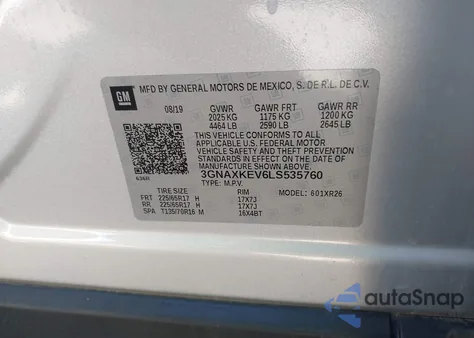 GM
MFD BY GENERAL MOTORS DE MEXICO, S. DE R.L. DE C.V.
08/19 GVWR GAWR FRT GAWR RR
2025 KG 1175 KG 1200 KG
4464 LB 2590 LB 2645 LB
THIS VEHICLE CONFORMS TO ALL
APPLICABLE U.S. FEDERAL MOTOR
VEHICLE SAFETY AND THEFT PREVENTION
STANDARDS IN EFFECT ON THE DATE OF
MANUFACTURE SHOWN ABOVE.
3GNAXKEV6LS535760
TYPE: M.P.V. MODEL: 601XR26
TIRE SIZE RIM
FRT 225/65R17 H 17X7J
RR 225/65R17 H 17X7J
SPA T135/70R16 M 16X4BT
autoSnap